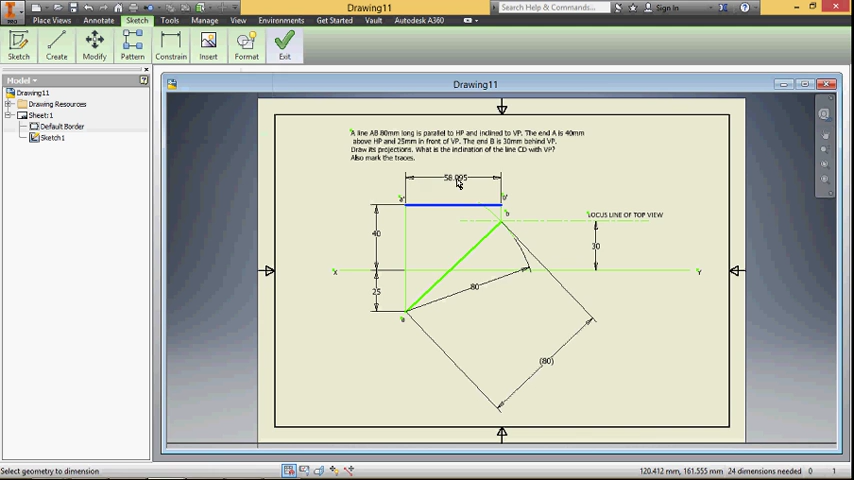 Drawing11
Search Help & Commands...
Sign In
PRO
Place Views
Annotate
Sketch
Tools
Manage
View
Environments
Get Started
Vault
Autodesk A360
Sketch
Create
Modify
Pattern
Constrain
Insert
Format
Exit
Model
Drawing11
Drawing11
Drawing Resources
Sheet:1
Default Border
Sketch1
A line AB 80mm long is parallel to HP and inclined to VP. The end A is 40mm
above HP and 25mm in front of VP. The end B is 30mm behind VP.
Draw its projections. What is the inclination of the line CD with VP?
Also mark the traces.
58.095
a'
b'
b
LOCUS LINE OF TOP VIEW
40
30
X
Y
25
80
a
(80)
Select geometry to dimension
120.412 mm, 161.555 mm
24 dimensions needed
0
1